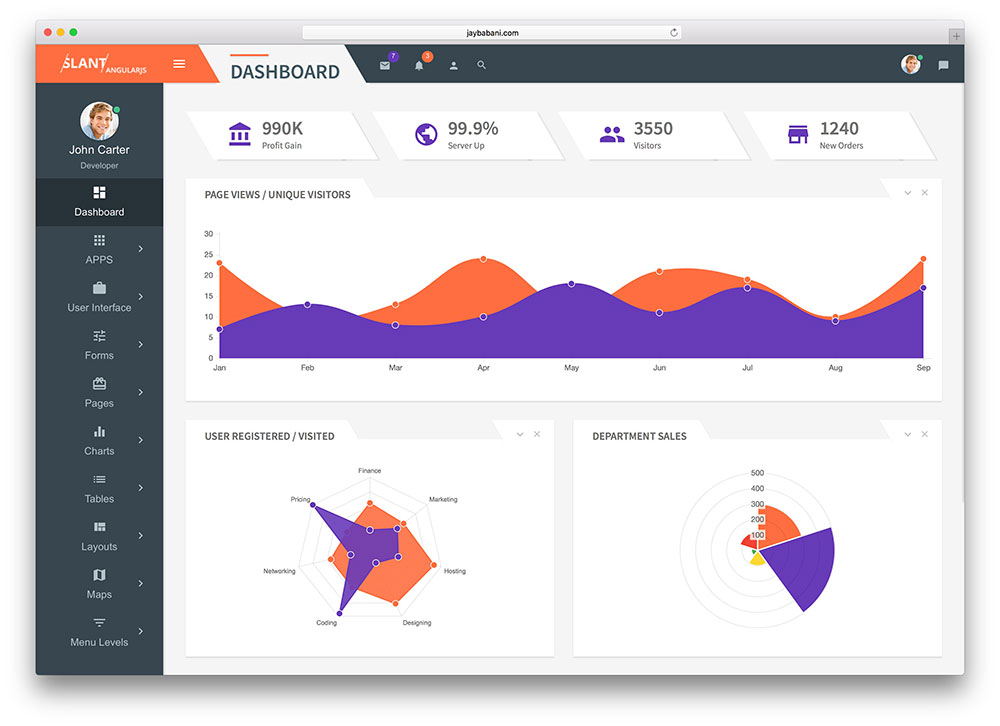 jaybabani.com
SLANT ANGULARJS
DASHBOARD
7
3
John Carter
Developer
Dashboard
APPS
User Interface
Forms
Pages
Charts
Tables
Layouts
Maps
Menu Levels
990K
Profit Gain
99.9%
Server Up
3550
Visitors
1240
New Orders
PAGE VIEWS / UNIQUE VISITORS
30
25
20
15
10
5
0
Jan Feb Mar Apr May Jun Jul Aug Sep
USER REGISTERED / VISITED
Finance
Pricing Marketing
Networking Hosting
Coding Designing
DEPARTMENT SALES
500
400
300
200
100